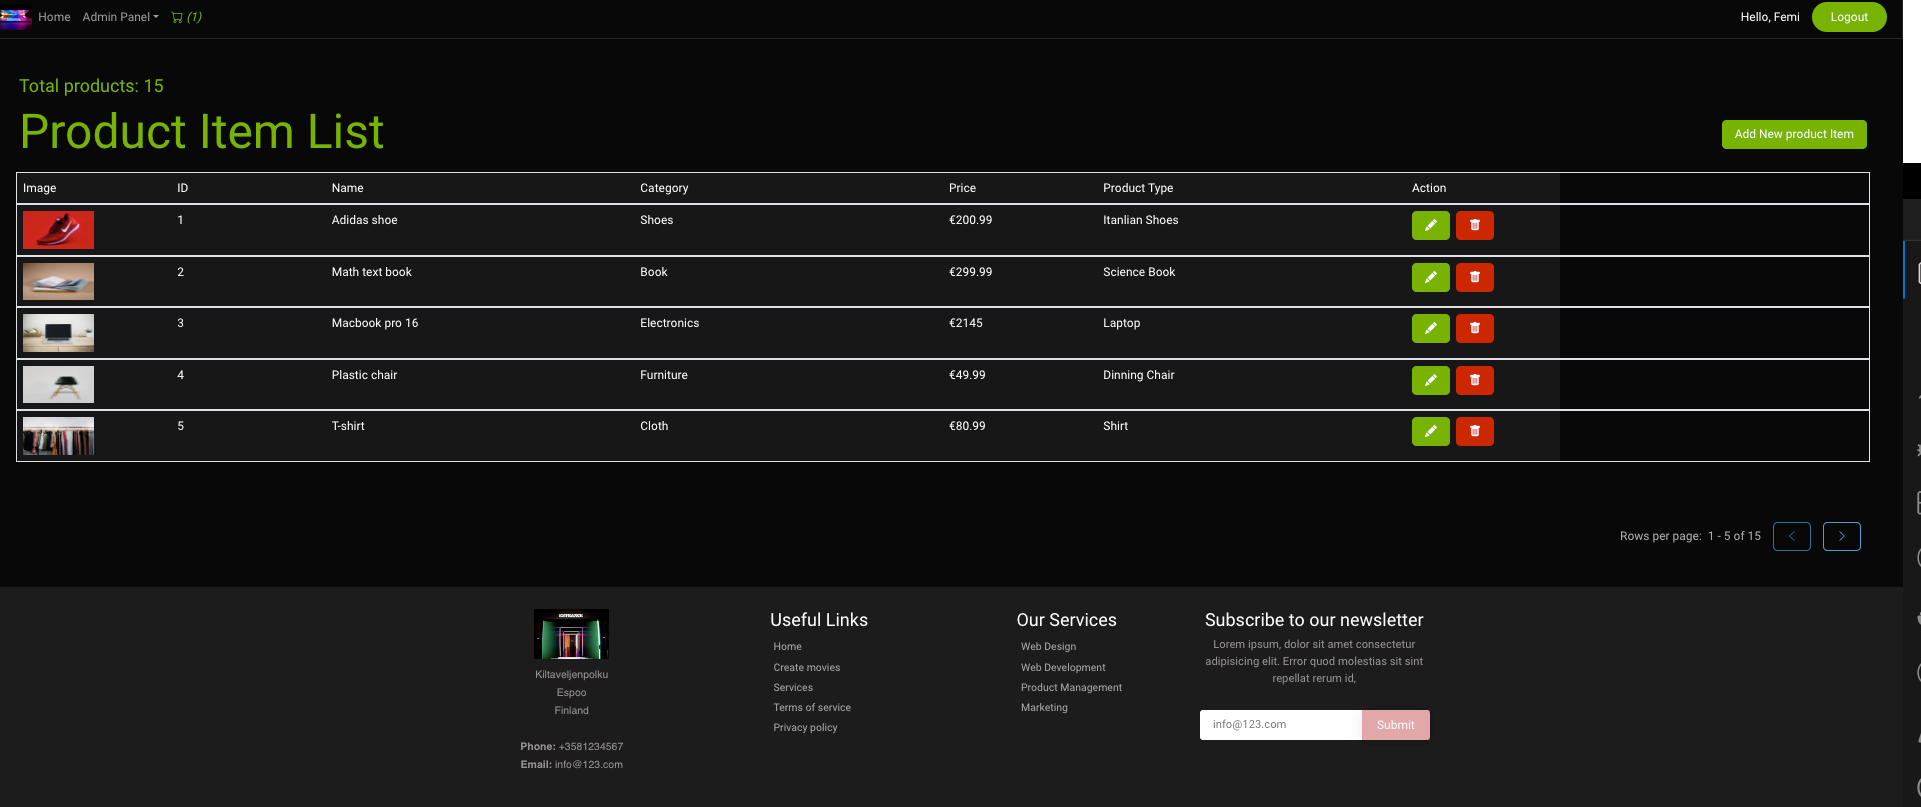 Home Admin Panel (1) Hello, Femi Logout
Total products: 15
Product Item List
Add New product Item
Image ID Name Category Price Product Type Action
1 Adidas shoe Shoes €200.99 Itanlian Shoes
2 Math text book Book €299.99 Science Book
3 Macbook pro 16 Electronics €2145 Laptop
4 Plastic chair Furniture €49.99 Dinning Chair
5 T-shirt Cloth €80.99 Shirt
Rows per page: 1 - 5 of 15
Kiltaveljenpolku
Espoo
Finland
Phone: +3581234567
Email: info@123.com
Useful Links
Home
Create movies
Services
Terms of service
Privacy policy
Our Services
Web Design
Web Development
Product Management
Marketing
Subscribe to our newsletter
Lorem ipsum, dolor sit amet consectetur
adipisicing elit. Error quod molestias sit sint
repellat rerum id,
info@123.com Submit